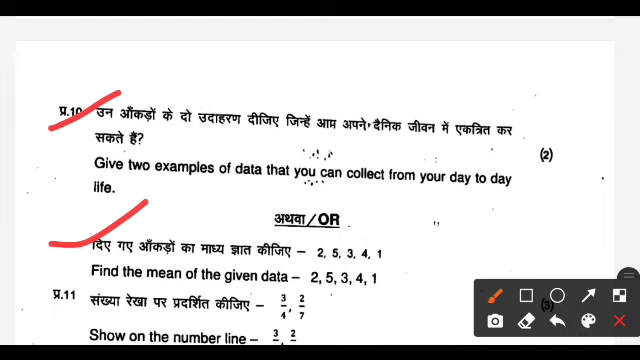 प्र.10 उन आँकड़ों के दो उदाहरण दीजिए जिन्हें आप अपने दैनिक जीवन में एकत्रित कर
सकते हैं? (2)
Give two examples of data that you can collect from your day to day
life.
अथवा/OR
दिए गए आँकड़ों का माध्य ज्ञात कीजिए – 2, 5, 3, 4, 1
Find the mean of the given data – 2, 5, 3, 4, 1
प्र.11 संख्या रेखा पर प्रदर्शित कीजिए – 3/4, 2/7 (3)
Show on the number line – 3/, 2/